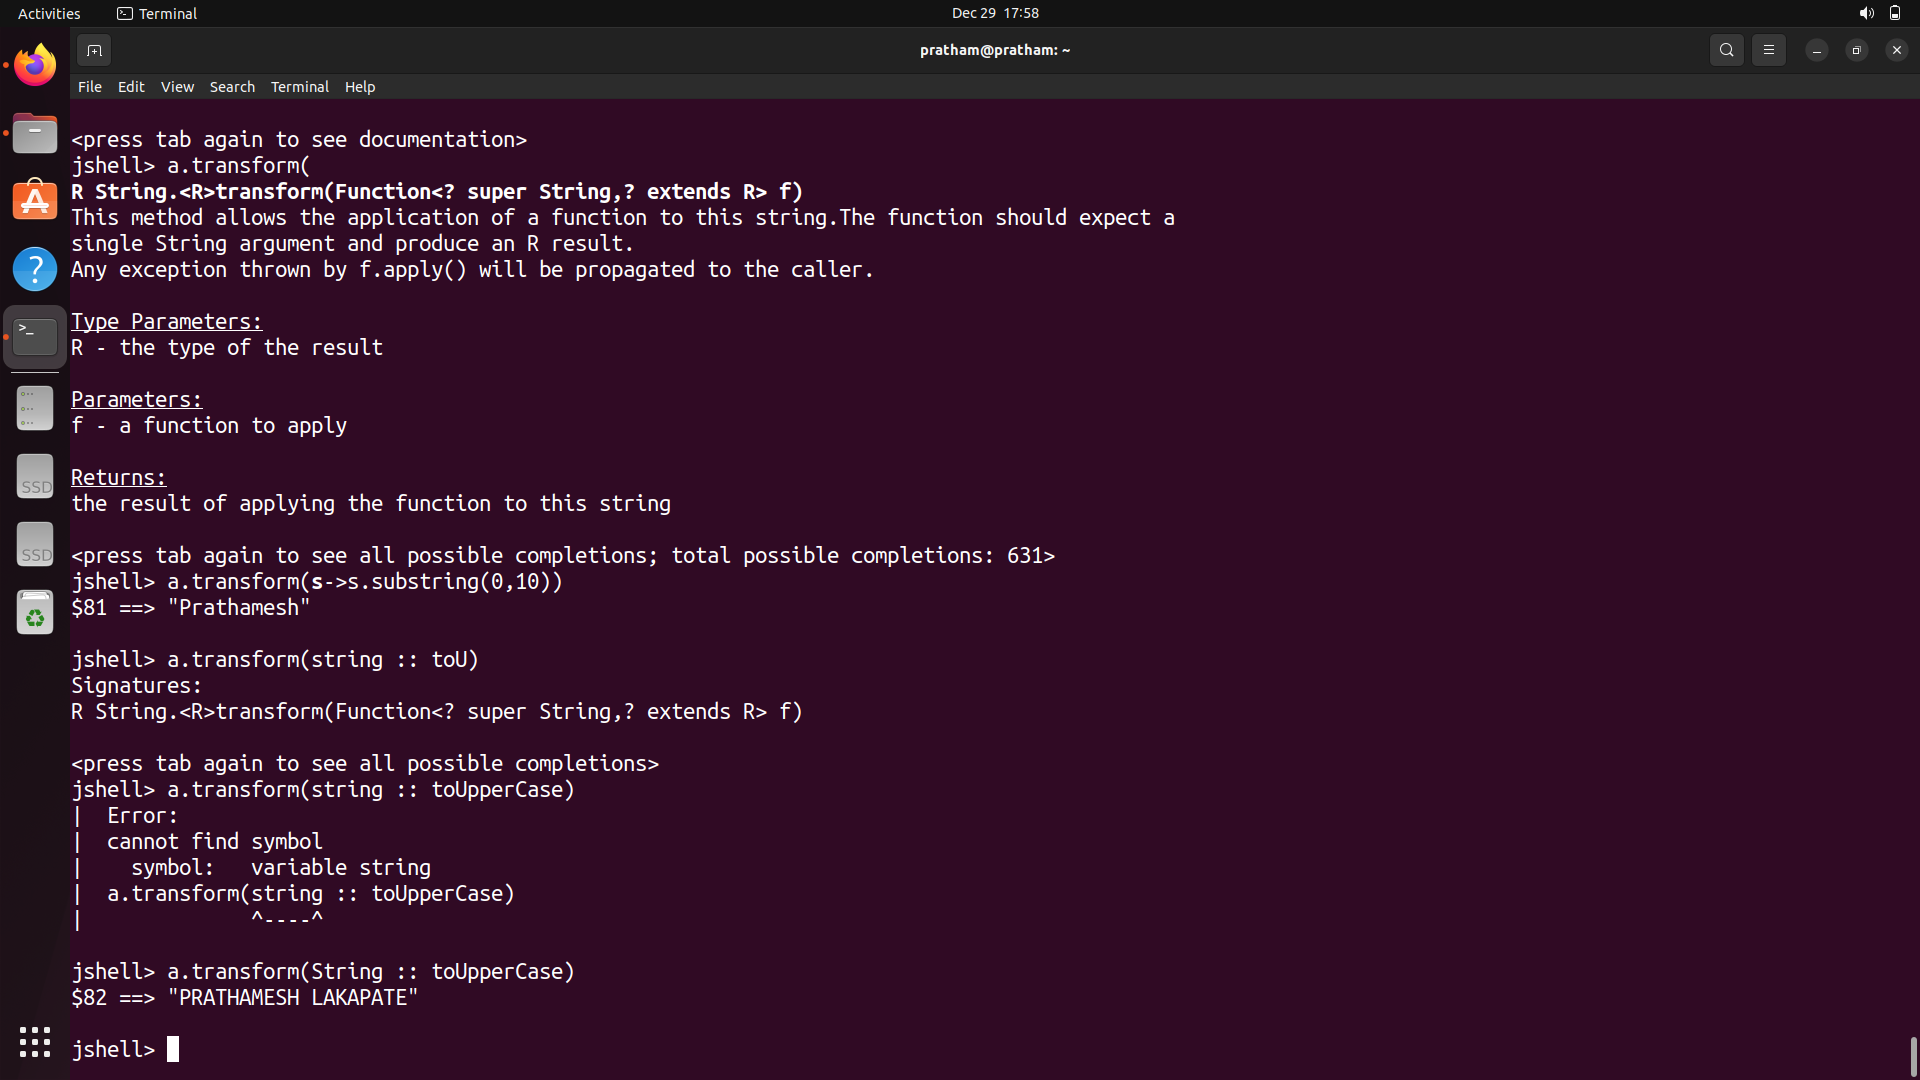 Activities
Terminal
Dec 29 17:58
pratham@pratham: ~
File Edit View Search Terminal Help
<press tab again to see documentation>
jshell> a.transform(
R String.<R>transform(Function<? super String,? extends R> f)
This method allows the application of a function to this string.The function should expect a
single String argument and produce an R result.
Any exception thrown by f.apply() will be propagated to the caller.
Type Parameters:
R - the type of the result
Parameters:
f - a function to apply
Returns:
the result of applying the function to this string
<press tab again to see all possible completions; total possible completions: 631>
jshell> a.transform(s->s.substring(0,10))
$81 ==> "Prathamesh"
jshell> a.transform(string :: toU)
Signatures:
R String.<R>transform(Function<? super String,? extends R> f)
<press tab again to see all possible completions>
jshell> a.transform(string :: toUpperCase)
|  Error:
|  cannot find symbol
|    symbol:   variable string
|  a.transform(string :: toUpperCase)
|              ^----^
jshell> a.transform(String :: toUpperCase)
$82 ==> "PRATHAMESH LAKAPATE"
jshell>
SSD
SSD